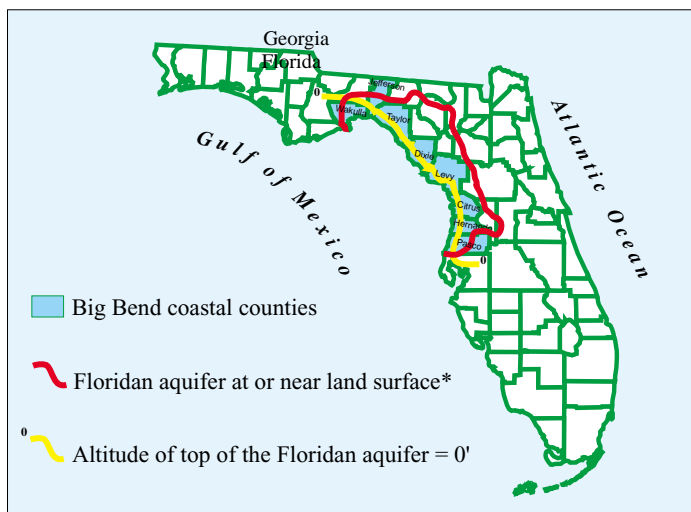 Georgia
Florida
0
Jefferson
Wakulla
Taylor
Dixie
Levy
Citrus
Hernando
Pasco
0
Gulf of Mexico
Atlantic Ocean
Big Bend coastal counties
Floridan aquifer at or near land surface*
0
Altitude of top of the Floridan aquifer = 0'